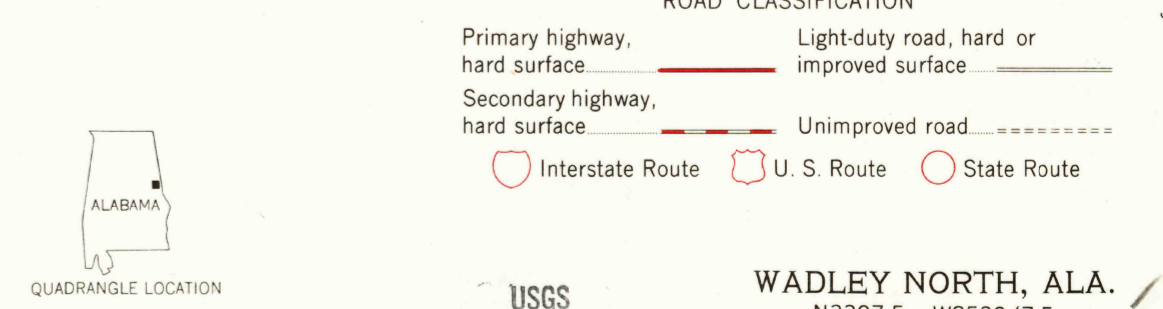 ROAD CLASSIFICATION
Primary highway,
hard surface
Light-duty road, hard or
improved surface
Secondary highway,
hard surface
Unimproved road
Interstate Route
U. S. Route
State Route
ALABAMA
QUADRANGLE LOCATION
USGS
WADLEY NORTH, ALA.